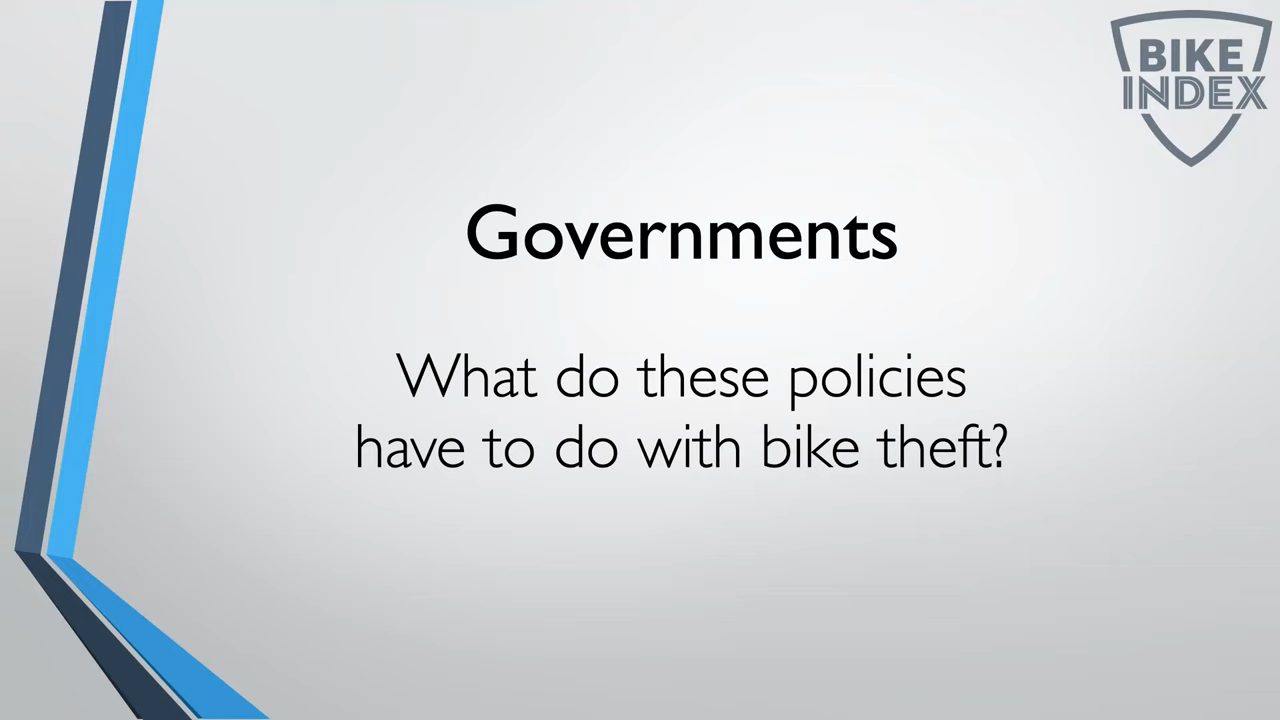 BIKE
INDEX
Governments
What do these policies
have to do with bike theft?